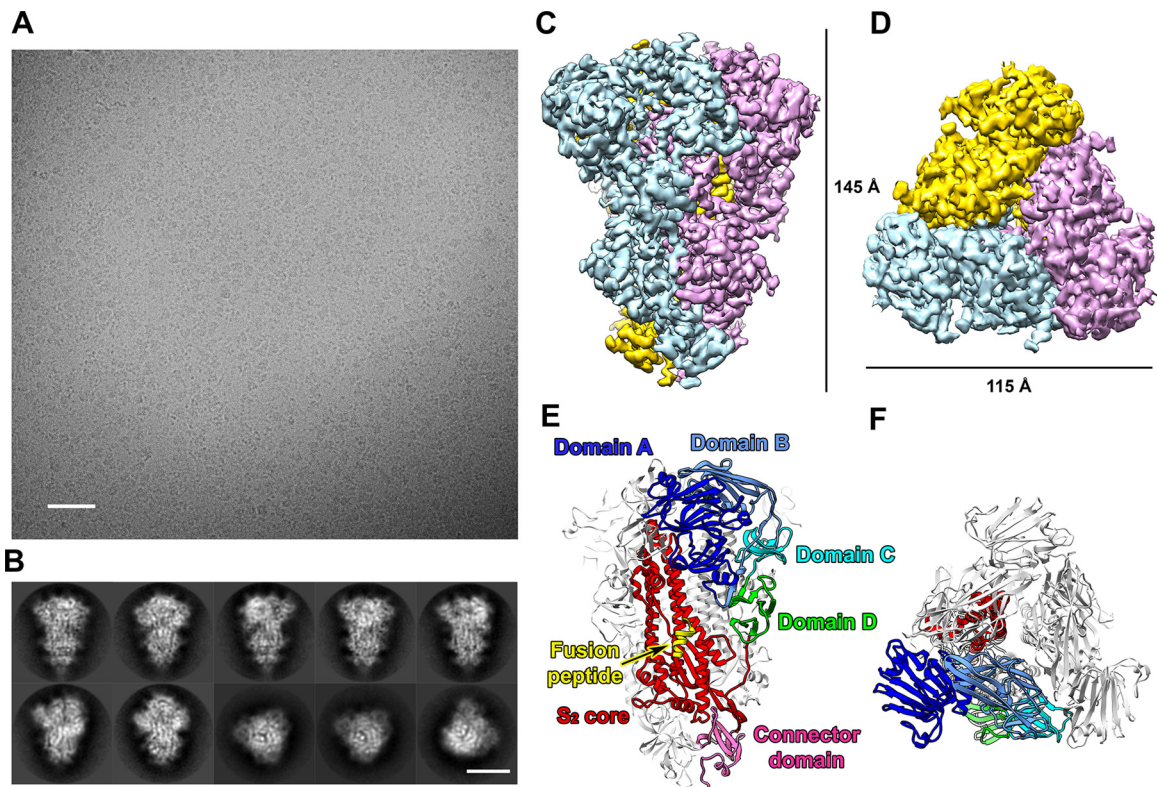 A
B
C
D
145 Å
115 Å
E
F
Domain A
Domain B
Domain C
Domain D
Fusion
peptide
S2 core
Connector
domain